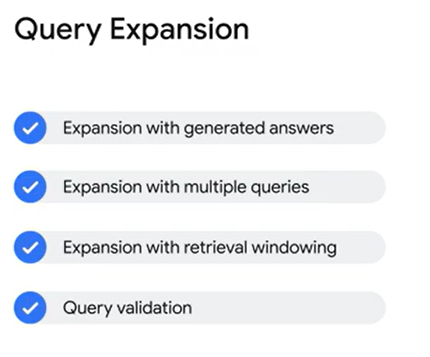 Query Expansion
Expansion with generated answers
Expansion with multiple queries
Expansion with retrieval windowing
Query validation